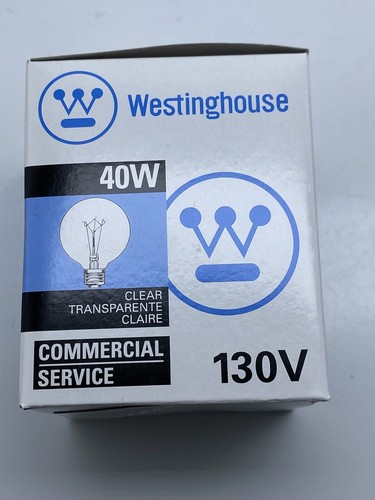 Westinghouse
40W
CLEAR
TRANSPARENTE
CLAIRE
COMMERCIAL
SERVICE
130V